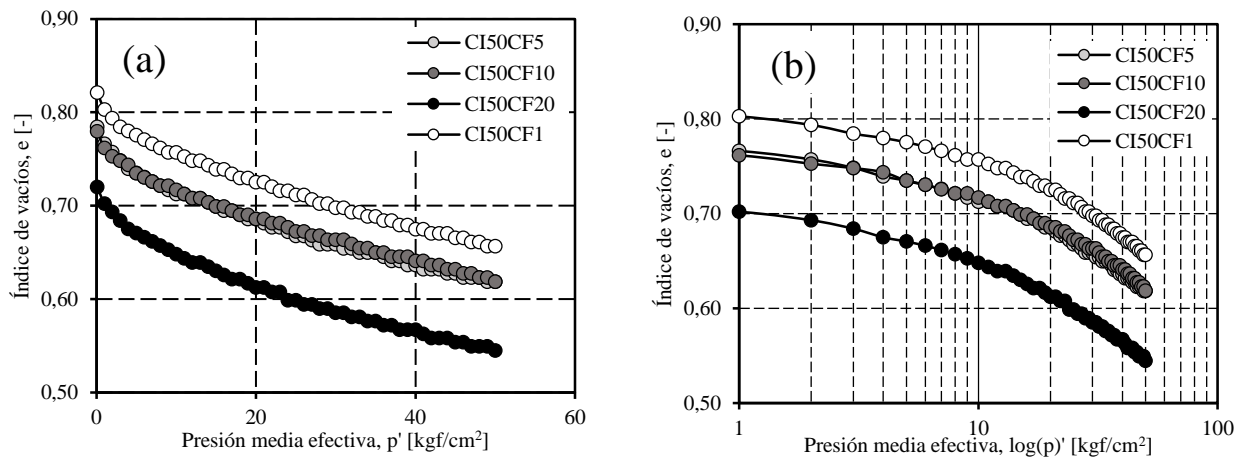 (a)
CI50CF5
CI50CF10
CI50CF20
CI50CF1
0,90
0,80
0,70
0,60
0,50
Índice de vacíos, e [-]
0
20
40
60
Presión media efectiva, p' [kgf/cm²]
(b)
CI50CF5
CI50CF10
CI50CF20
CI50CF1
0,90
0,80
0,70
0,60
0,50
Índice de vacíos, e [-]
1
10
100
Presión media efectiva, log(p)' [kgf/cm²]